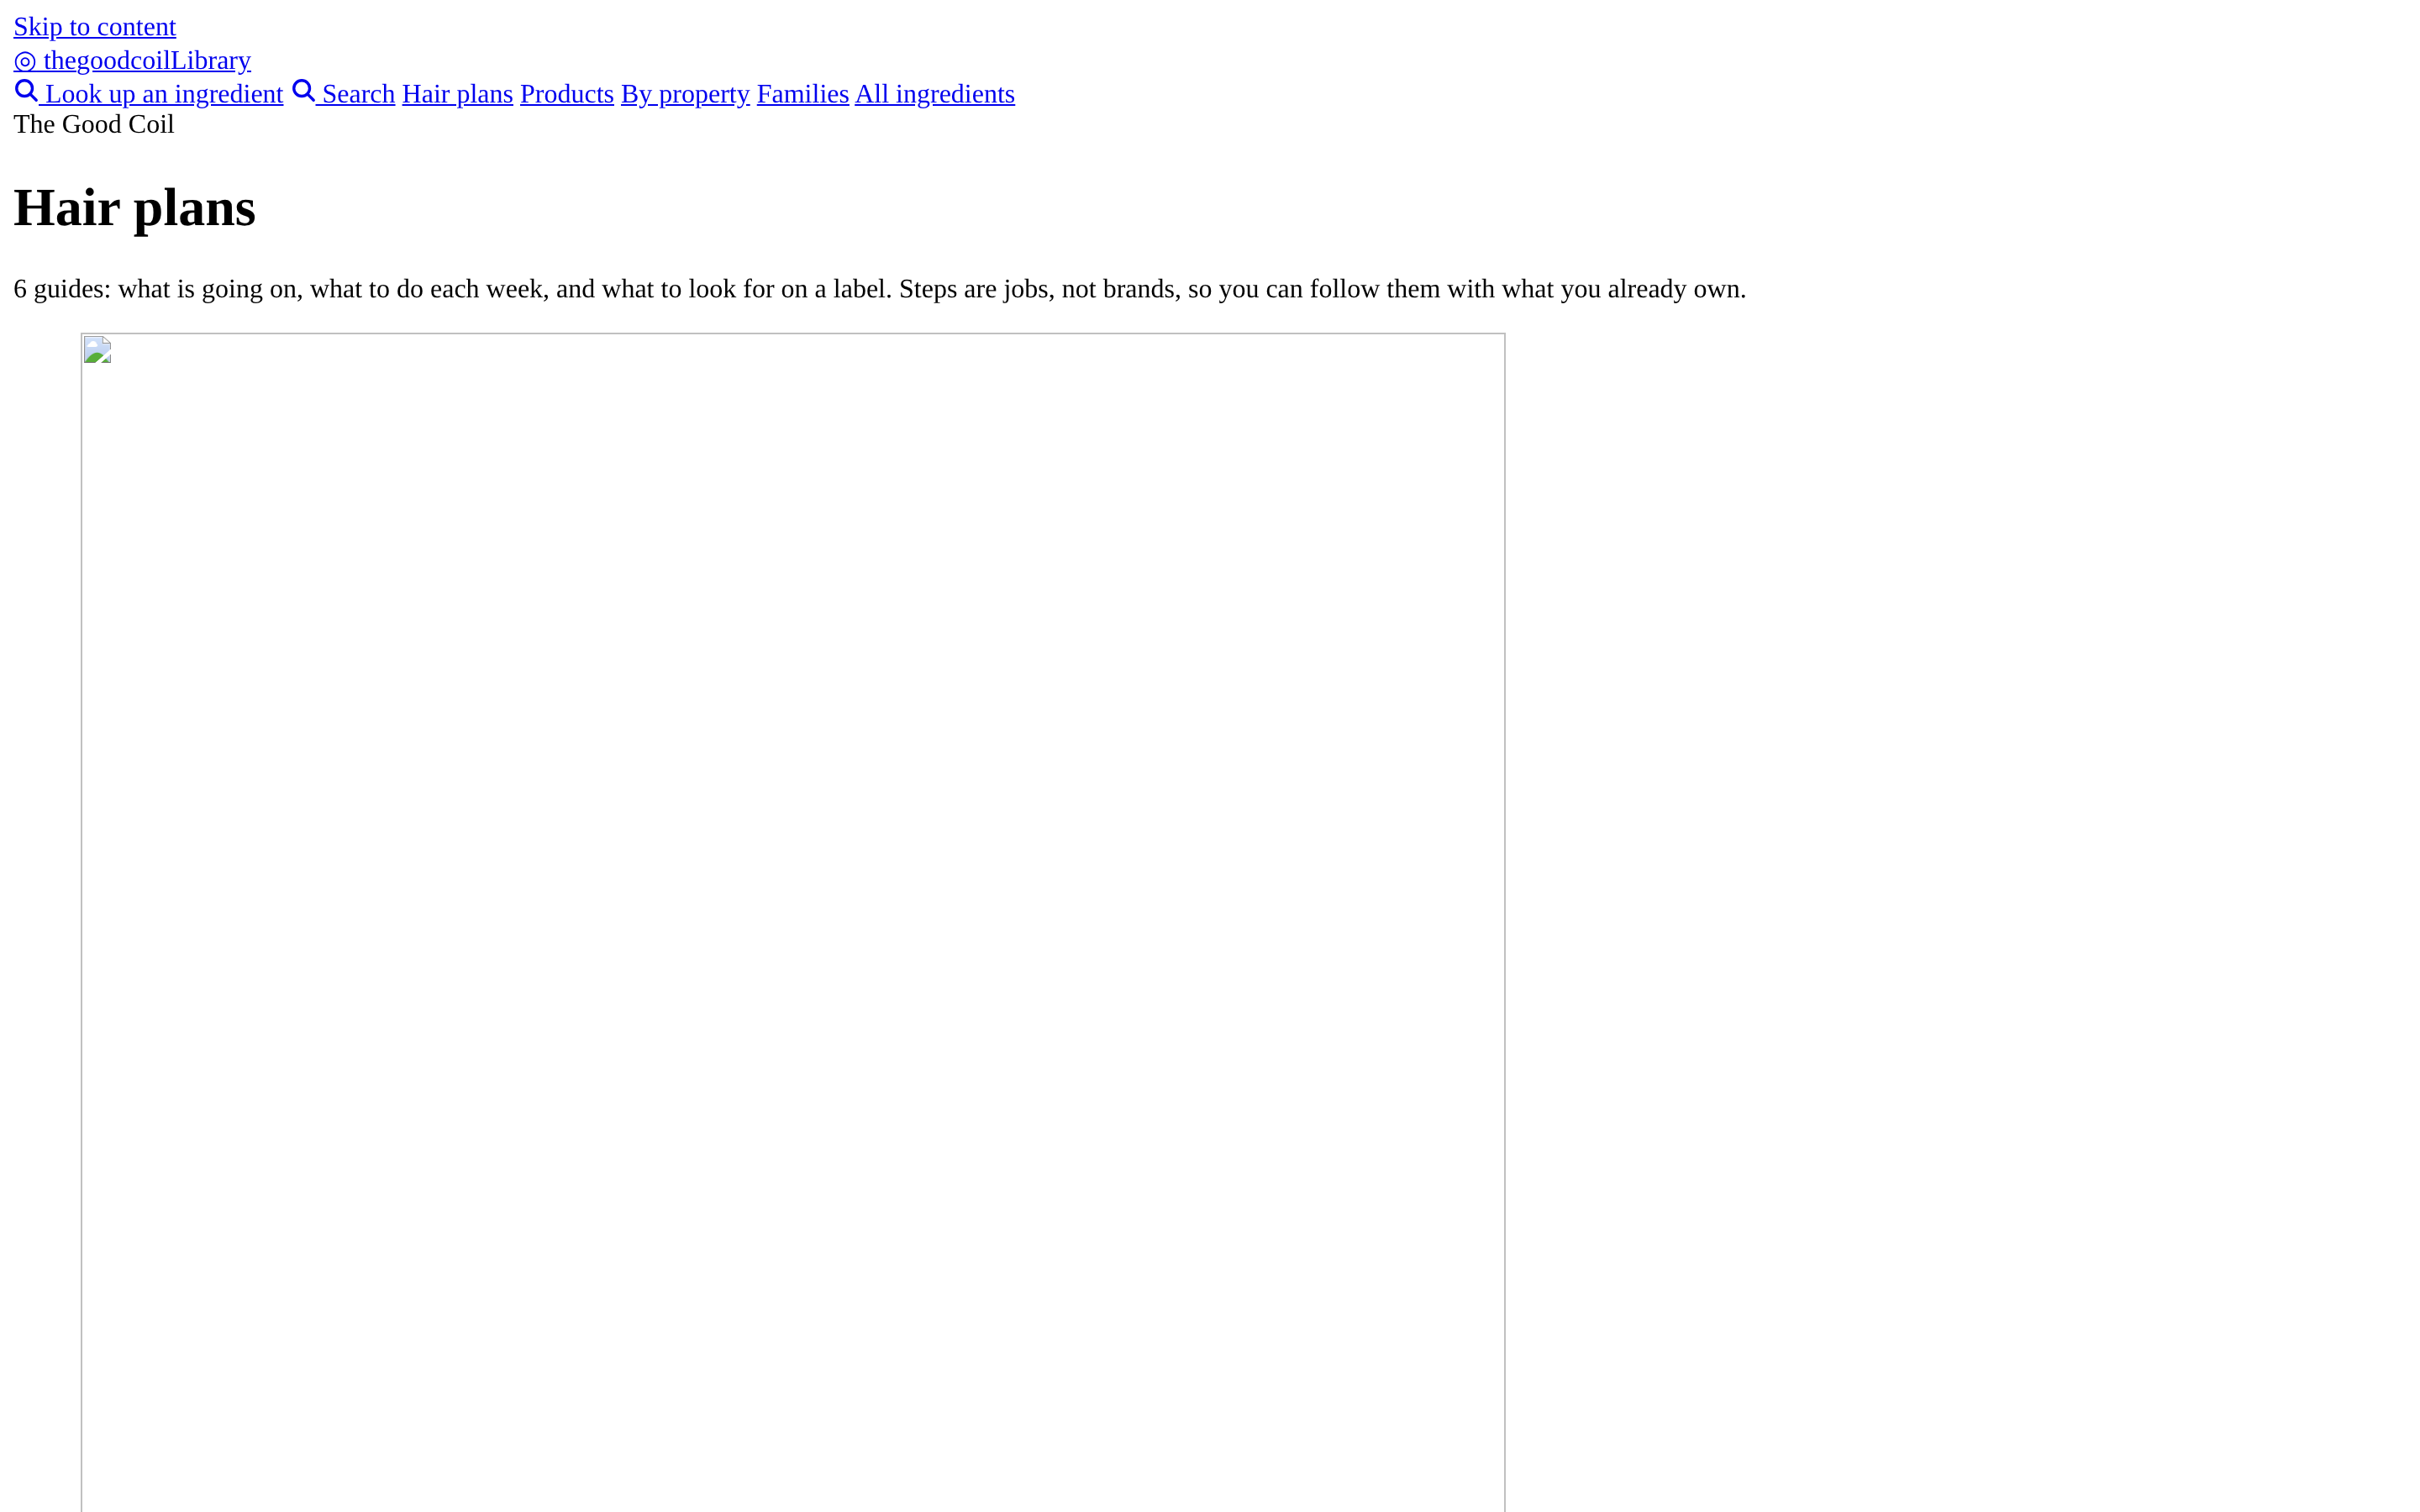 Skip to content
◎ thegoodcoilLibrary
Look up an ingredient Search Hair plans Products By property Families All ingredients
The Good Coil
Hair plans
6 guides: what is going on, what to do each week, and what to look for on a label. Steps are jobs, not brands, so you can follow them with what you already own.